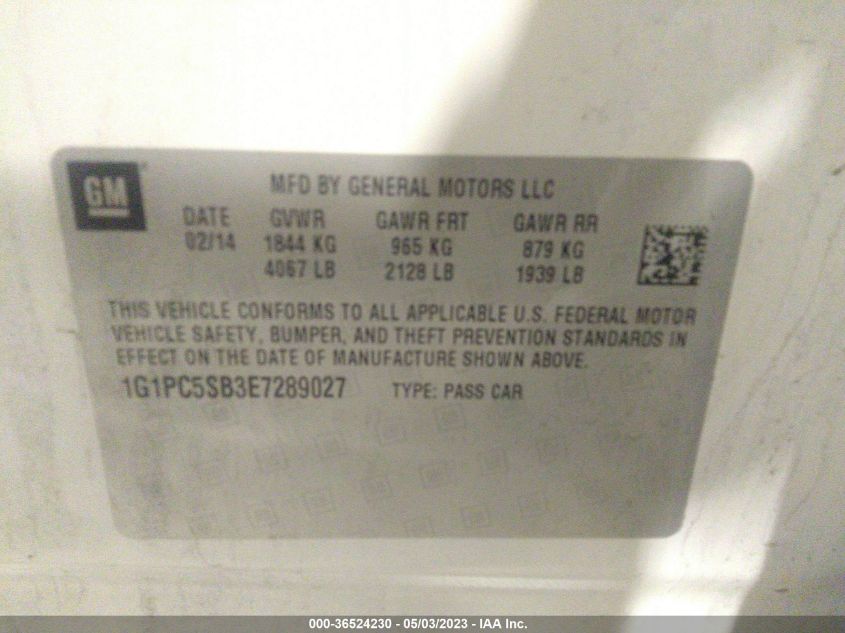 GM
MFD BY GENERAL MOTORS LLC
DATE GVWR GAWR FRT GAWR RR
02/14 1844 KG 965 KG 879 KG
4067 LB 2128 LB 1939 LB
THIS VEHICLE CONFORMS TO ALL APPLICABLE U.S. FEDERAL MOTOR
VEHICLE SAFETY, BUMPER, AND THEFT PREVENTION STANDARDS IN
EFFECT ON THE DATE OF MANUFACTURE SHOWN ABOVE.
1G1PC5SB3E7289027 TYPE: PASS CAR
000-36524230 - 05/03/2023 - IAA Inc.